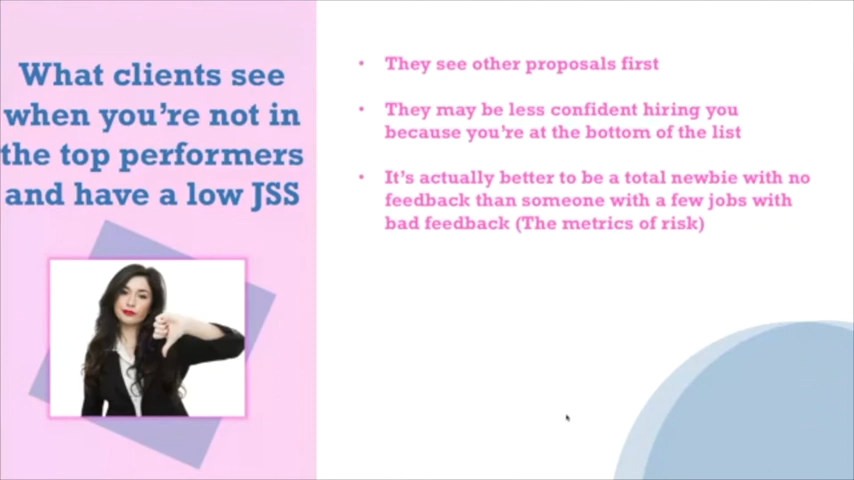 What clients see
when you're not in
the top performers
and have a low JSS
• They see other proposals first
• They may be less confident hiring you
because you're at the bottom of the list
• It's actually better to be a total newbie with no
feedback than someone with a few jobs with
bad feedback (The metrics of risk)